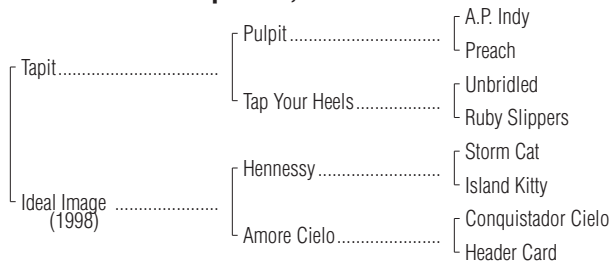 Tapit
Pulpit
A.P. Indy
Preach
Tap Your Heels
Unbridled
Ruby Slippers
Ideal Image
(1998)
Hennessy
Storm Cat
Island Kitty
Amore Cielo
Conquistador Cielo
Header Card